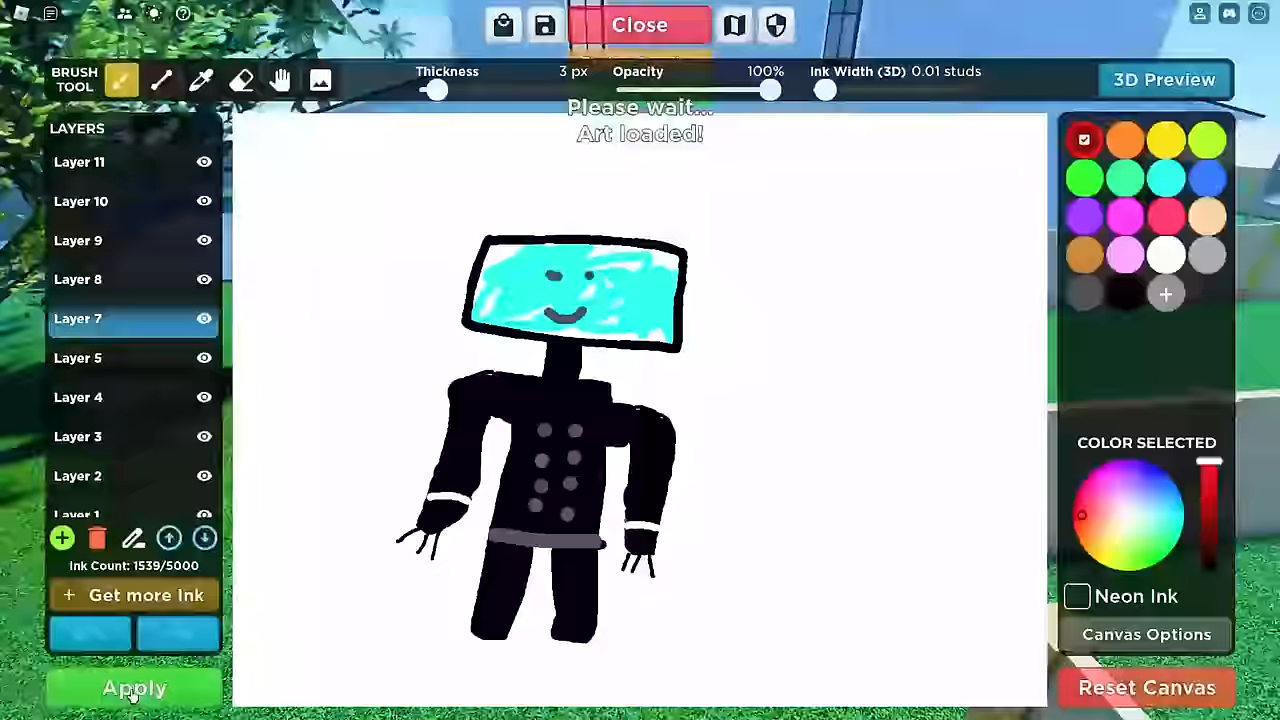 Close
BRUSH
TOOL
Thickness
3 px
Opacity
100%
Ink Width (3D) 0.01 studs
3D Preview
Please wait...
Art loaded!
LAYERS
Layer 11
Layer 10
Layer 9
Layer 8
Layer 7
Layer 5
Layer 4
Layer 3
Layer 2
Layer 1
Ink Count: 1539/5000
+ Get more Ink
Apply
COLOR SELECTED
Neon Ink
Canvas Options
Reset Canvas